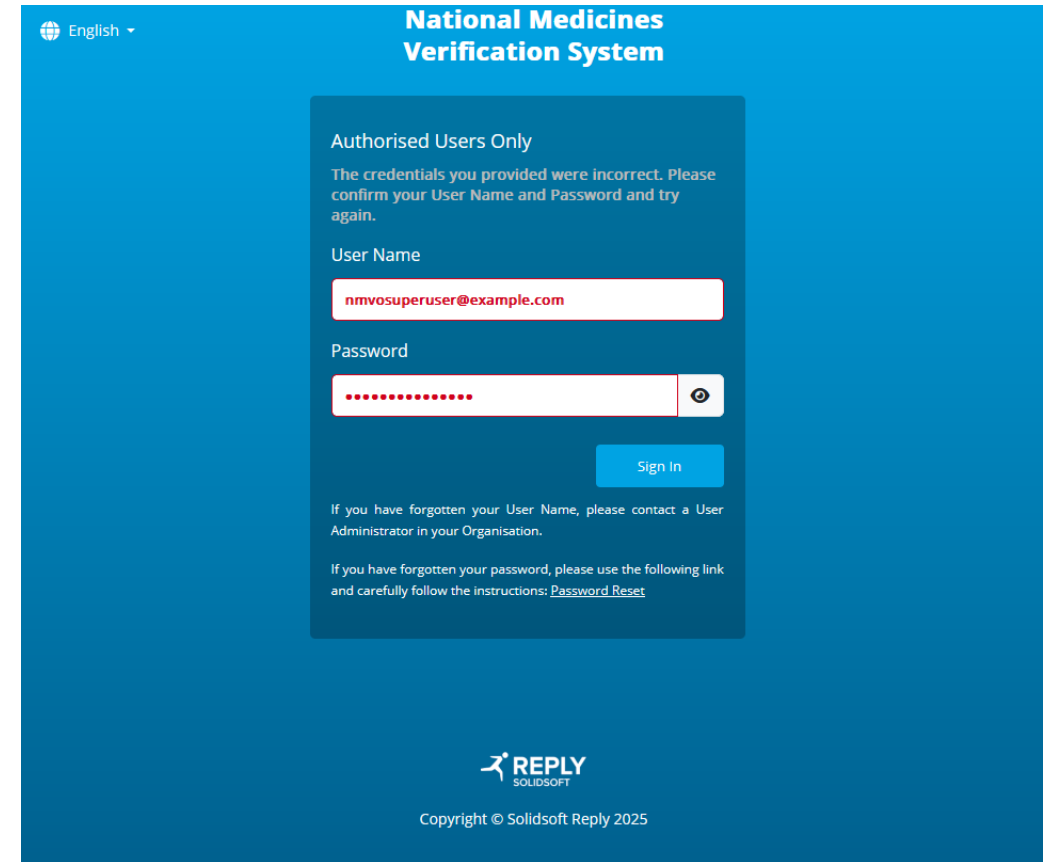 English
National Medicines
Verification System
Authorised Users Only
The credentials you provided were incorrect. Please
confirm your User Name and Password and try
again.
User Name
nmvosuperuser@example.com
Password
•••••••••••••••
Sign In
If you have forgotten your User Name, please contact a User
Administrator in your Organisation.
If you have forgotten your password, please use the following link
and carefully follow the instructions: Password Reset
REPLY
SOLIDSOFT
Copyright © Solidsoft Reply 2025